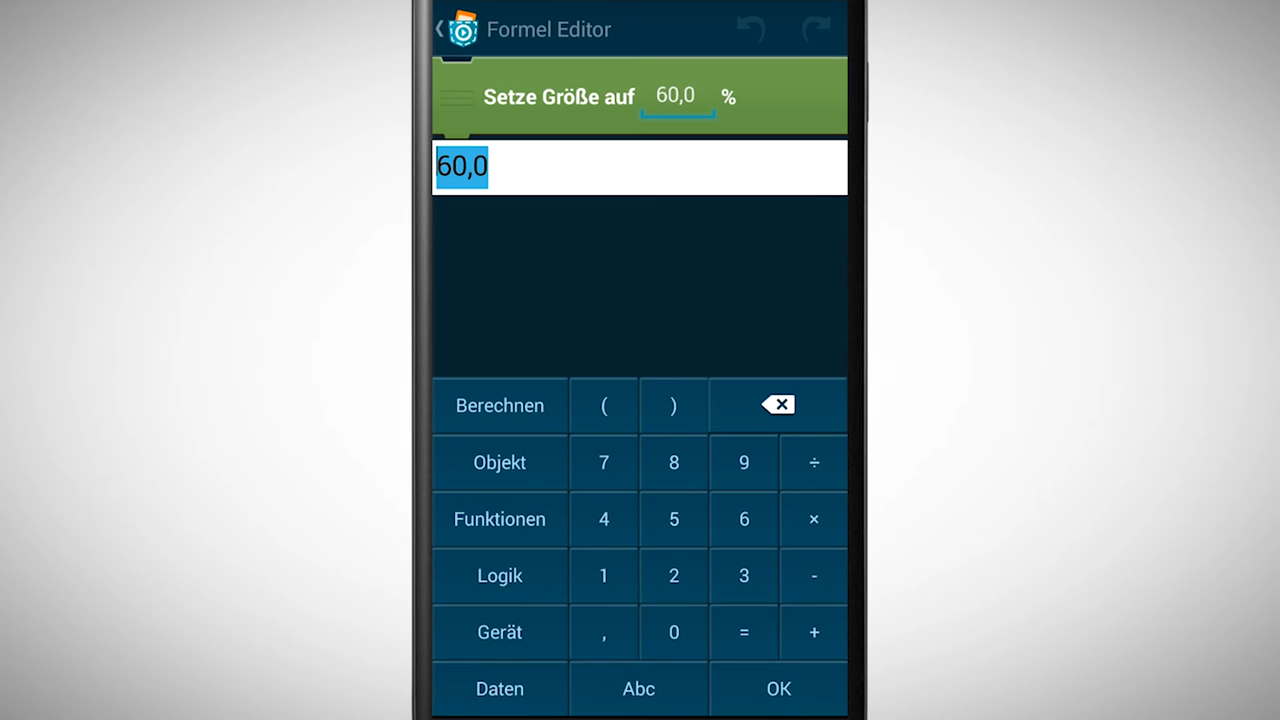 Formel Editor
Setze Größe auf 60,0 %
60,0
Berechnen ( )
Objekt 7 8 9 ÷
Funktionen 4 5 6 ×
Logik 1 2 3 -
Gerät , 0 = +
Daten Abc OK